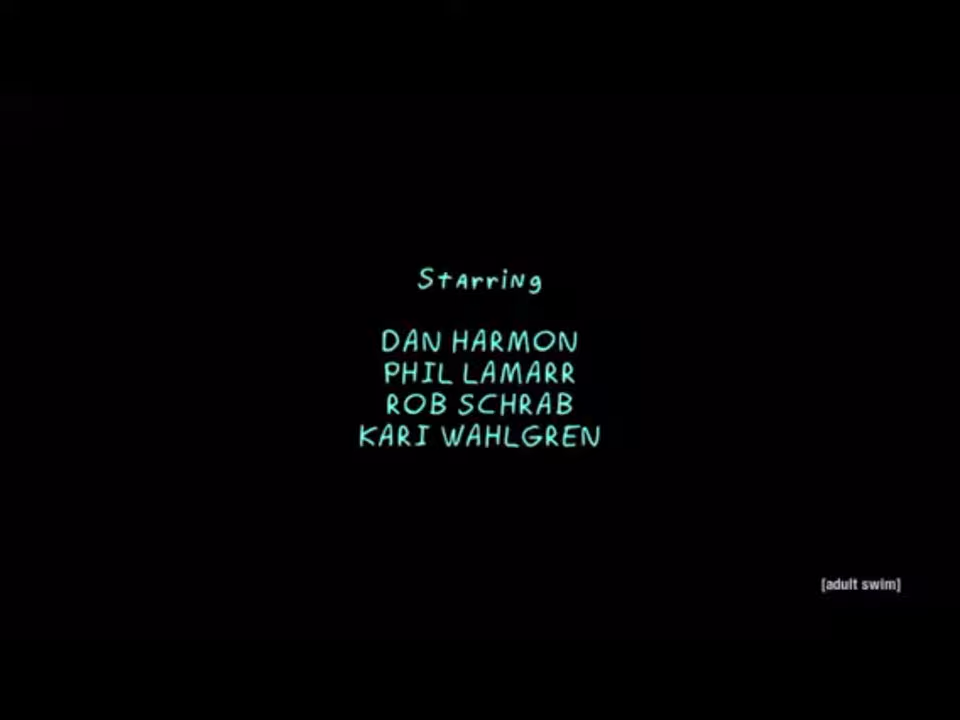 Starring
DAN HARMON
PHIL LAMARR
ROB SCHRAB
KARI WAHLGREN
[adult swim]